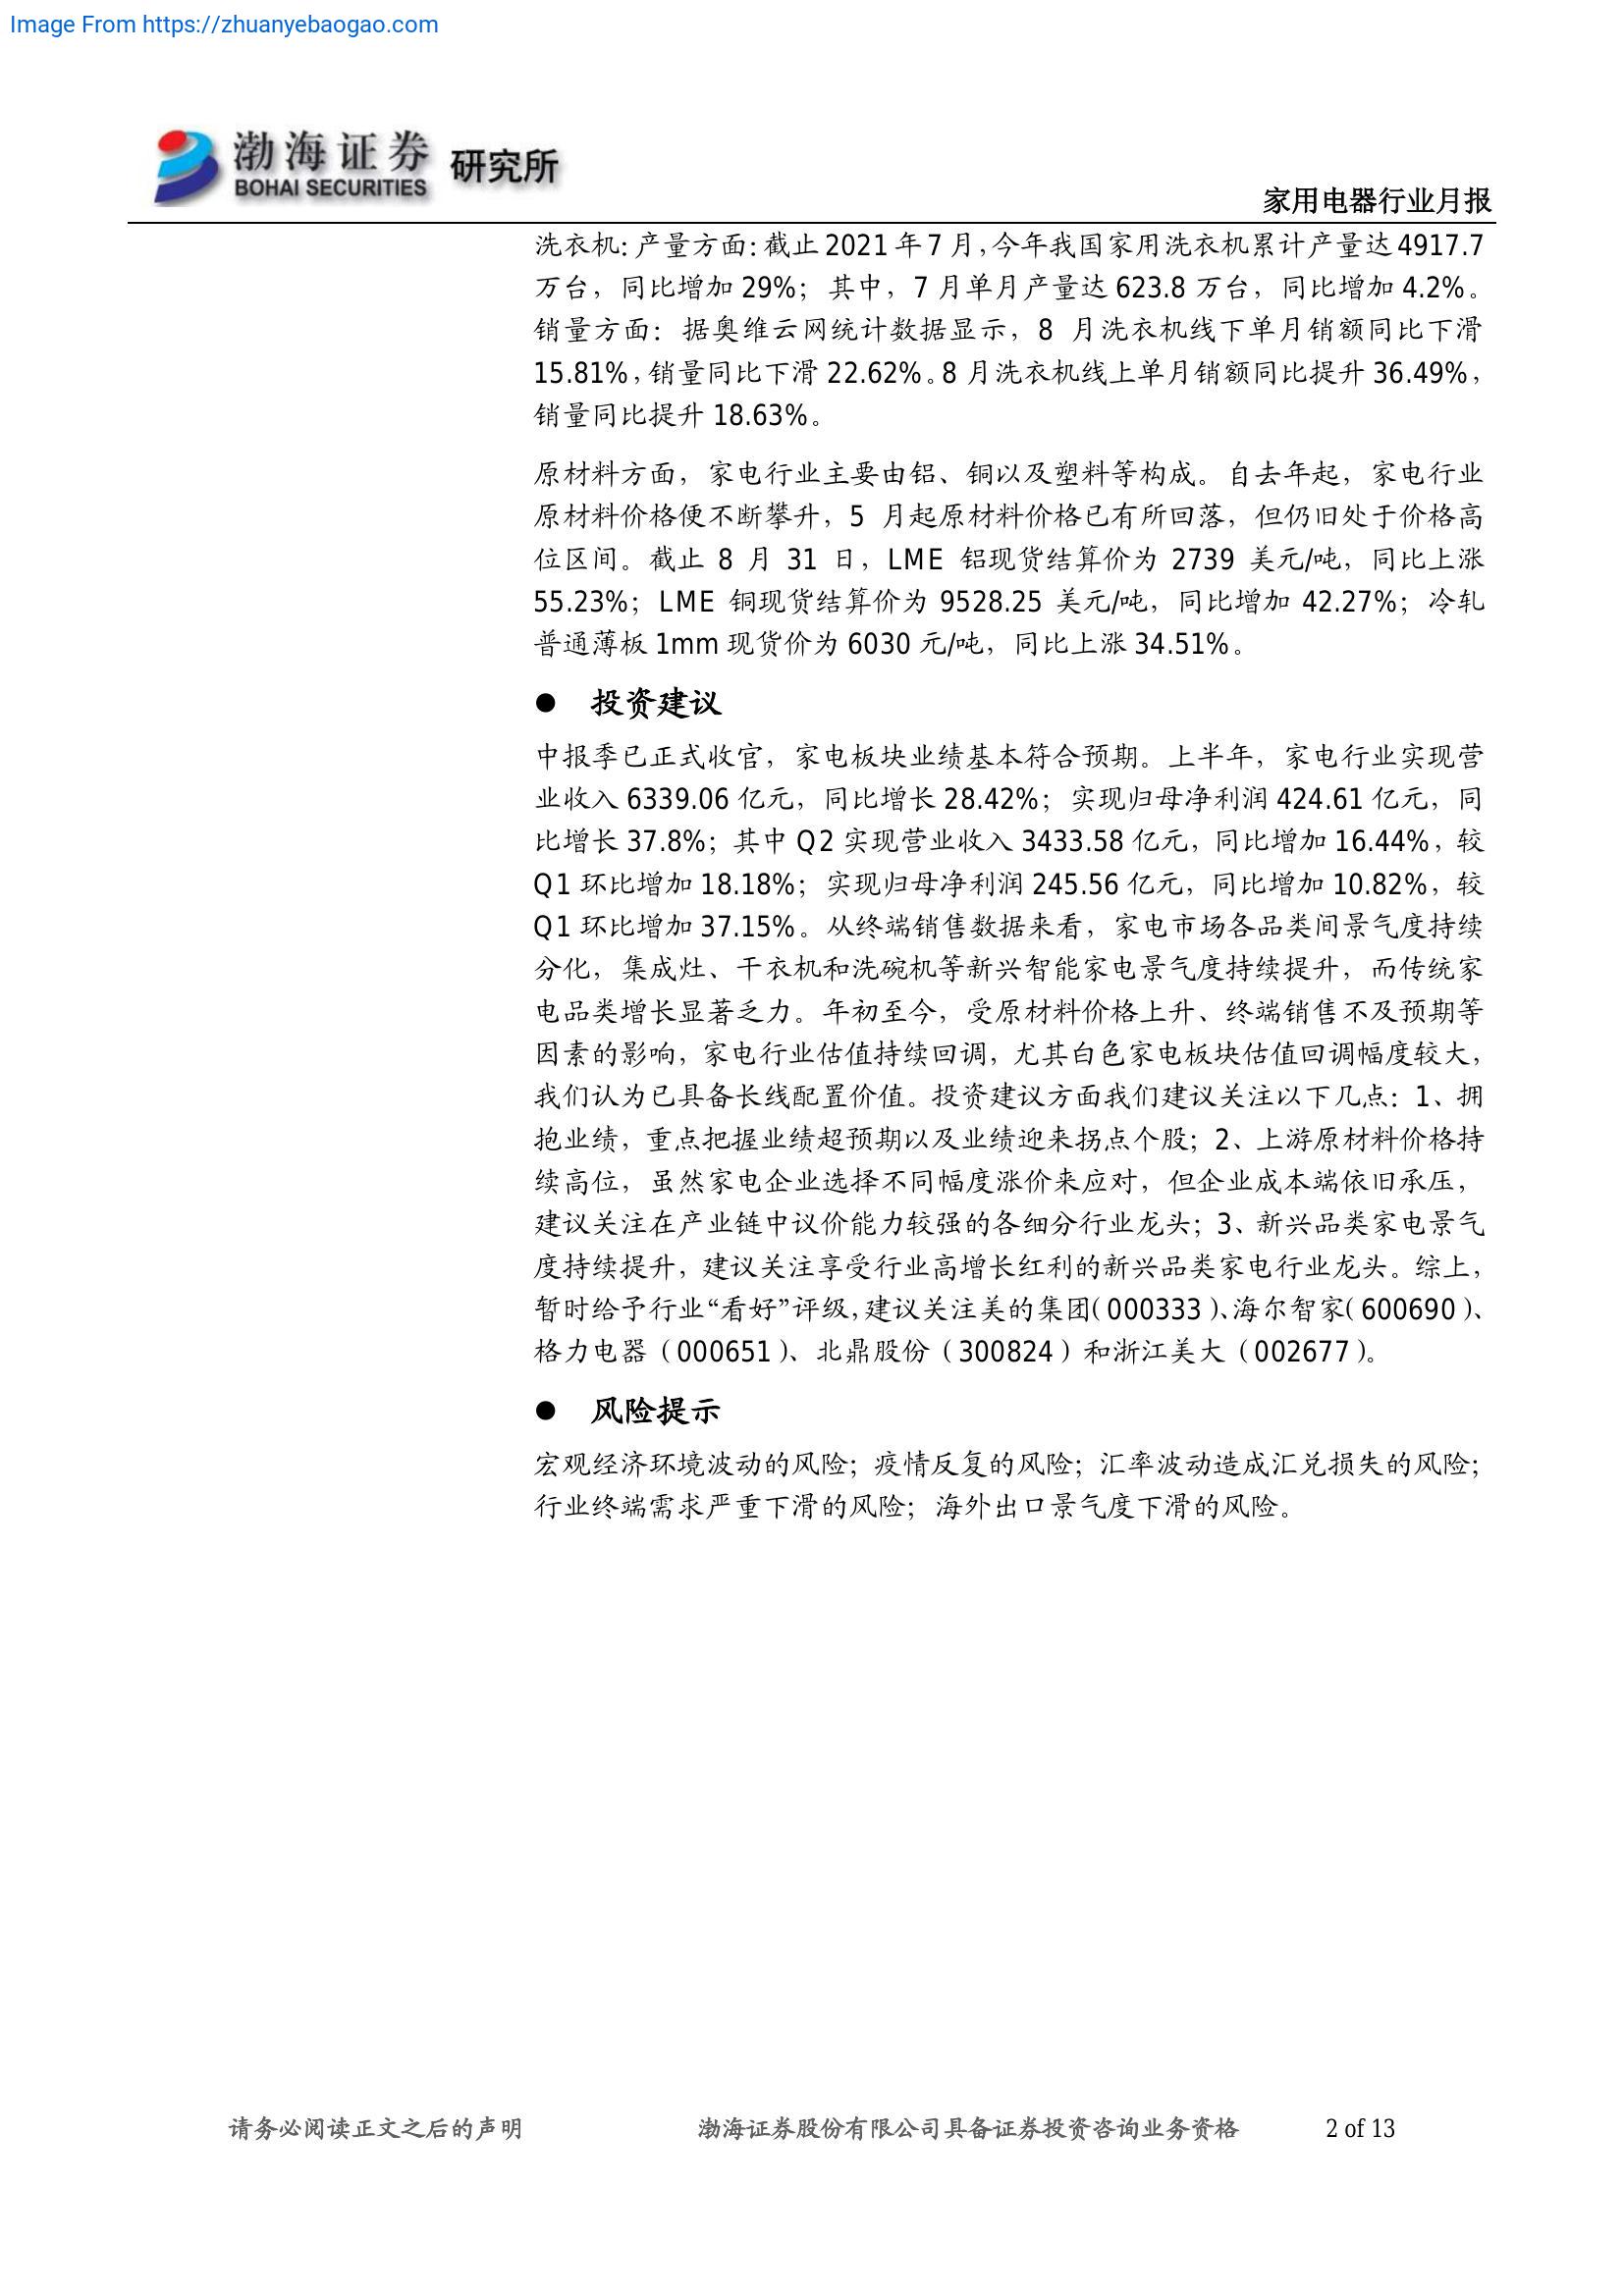 Image From https://zhuanyebaogao.com
渤海证券 研究所
BOHAI SECURITIES
家用电器行业月报
洗衣机：产量方面：截止 2021 年 7 月，今年我国家用洗衣机累计产量达 4917.7
万台，同比增加 29%；其中，7 月单月产量达 623.8 万台，同比增加 4.2%。
销量方面：据奥维云网统计数据显示，8 月洗衣机线下单月销额同比下滑
15.81%，销量同比下滑 22.62%。8 月洗衣机线上单月销额同比提升 36.49%，
销量同比提升 18.63%。
原材料方面，家电行业主要由铝、铜以及塑料等构成。自去年起，家电行业
原材料价格便不断攀升，5 月起原材料价格已有所回落，但仍旧处于价格高
位区间。截止 8 月 31 日，LME 铝现货结算价为 2739 美元/吨，同比上涨
55.23%；LME 铜现货结算价为 9528.25 美元/吨，同比增加 42.27%；冷轧
普通薄板 1mm 现货价为 6030 元/吨，同比上涨 34.51%。
● 投资建议
中报季已正式收官，家电板块业绩基本符合预期。上半年，家电行业实现营
业收入 6339.06 亿元，同比增长 28.42%；实现归母净利润 424.61 亿元，同
比增长 37.8%；其中 Q2 实现营业收入 3433.58 亿元，同比增加 16.44%，较
Q1 环比增加 18.18%；实现归母净利润 245.56 亿元，同比增加 10.82%，较
Q1 环比增加 37.15%。从终端销售数据来看，家电市场各品类间景气度持续
分化，集成灶、干衣机和洗碗机等新兴智能家电景气度持续提升，而传统家
电品类增长显著乏力。年初至今，受原材料价格上升、终端销售不及预期等
因素的影响，家电行业估值持续回调，尤其白色家电板块估值回调幅度较大，
我们认为已具备长线配置价值。投资建议方面我们建议关注以下几点：1、拥
抱业绩，重点把握业绩超预期以及业绩迎来拐点个股；2、上游原材料价格持
续高位，虽然家电企业选择不同幅度涨价来应对，但企业成本端依旧承压，
建议关注在产业链中议价能力较强的各细分行业龙头；3、新兴品类家电景气
度持续提升，建议关注享受行业高增长红利的新兴品类家电行业龙头。综上，
暂时给予行业“看好”评级，建议关注美的集团（000333）、海尔智家（600690）、
格力电器（000651）、北鼎股份（300824）和浙江美大（002677）。
● 风险提示
宏观经济环境波动的风险；疫情反复的风险；汇率波动造成汇兑损失的风险；
行业终端需求严重下滑的风险；海外出口景气度下滑的风险。
请务必阅读正文之后的声明 渤海证券股份有限公司具备证券投资咨询业务资格 2 of 13